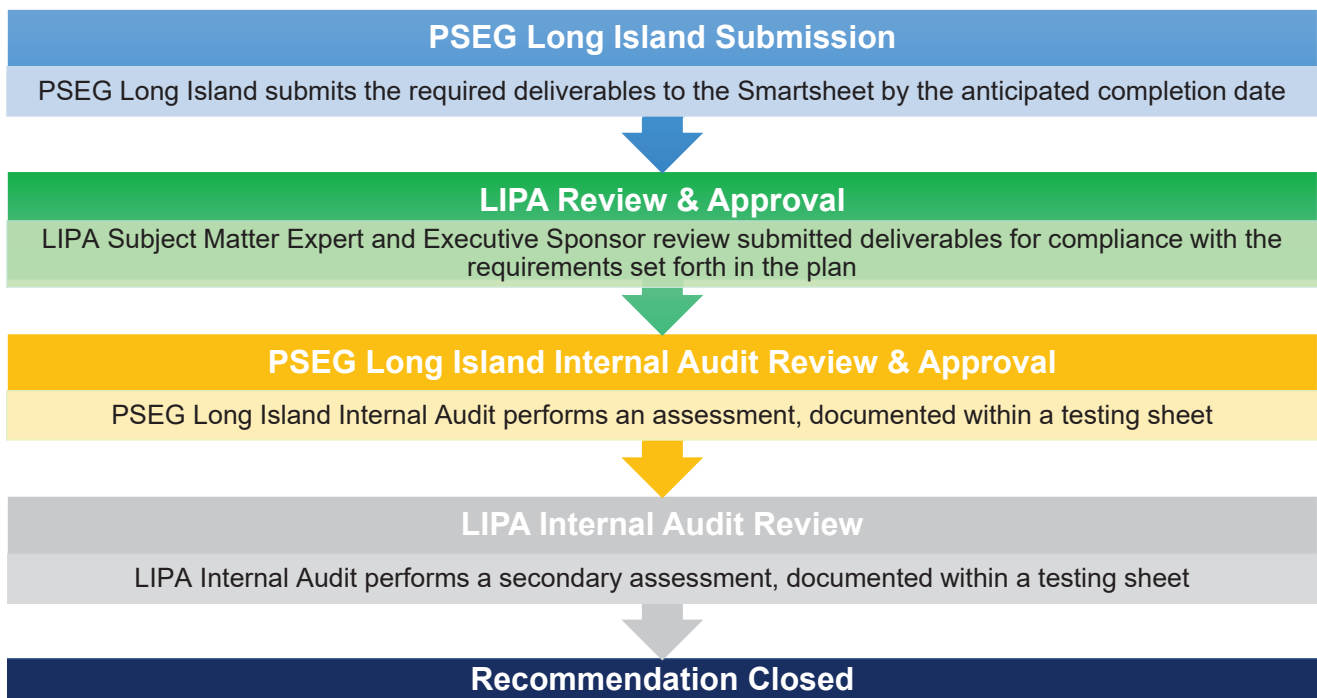 PSEG Long Island Submission
PSEG Long Island submits the required deliverables to the Smartsheet by the anticipated completion date
LIPA Review & Approval
LIPA Subject Matter Expert and Executive Sponsor review submitted deliverables for compliance with the
requirements set forth in the plan
PSEG Long Island Internal Audit Review & Approval
PSEG Long Island Internal Audit performs an assessment, documented within a testing sheet
LIPA Internal Audit Review
LIPA Internal Audit performs a secondary assessment, documented within a testing sheet
Recommendation Closed